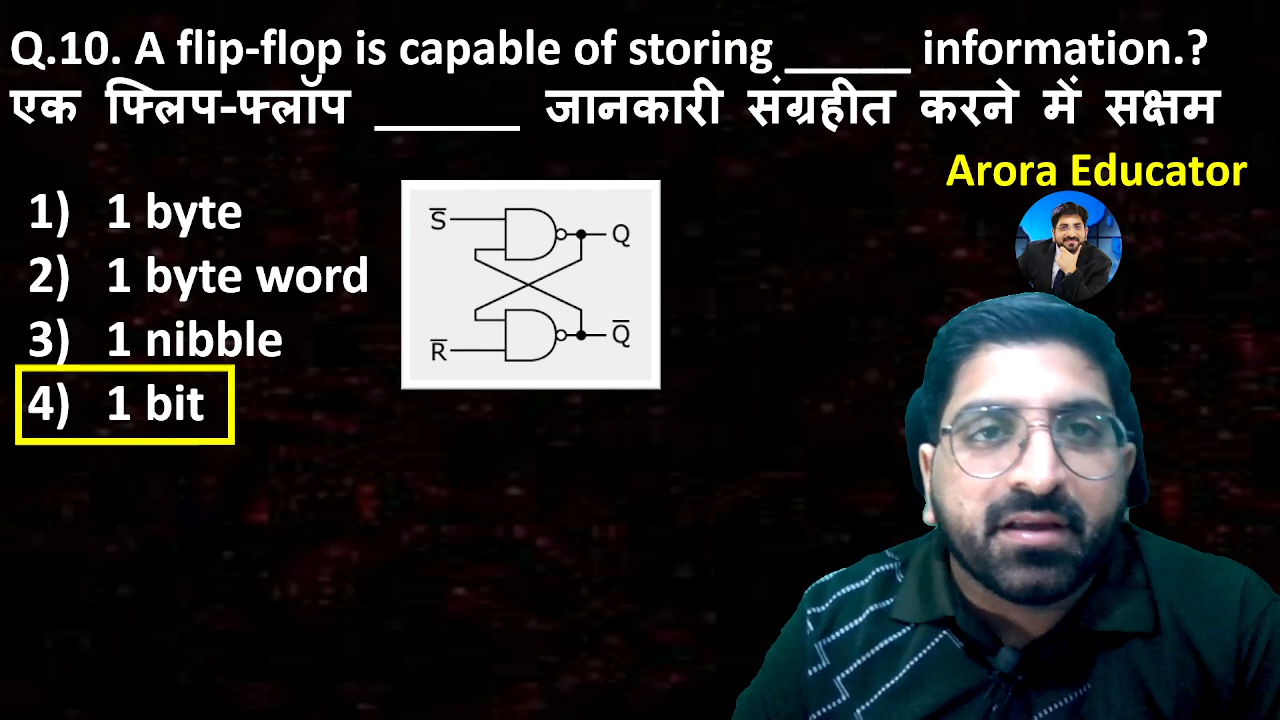 Q.10. A flip-flop is capable of storing _____ information.?
एक फ्लिप-फ्लॉप ______ जानकारी संग्रहीत करने में सक्षम
Arora Educator
1) 1 byte
2) 1 byte word
3) 1 nibble
4) 1 bit
S̅
Q
R̅
Q̅